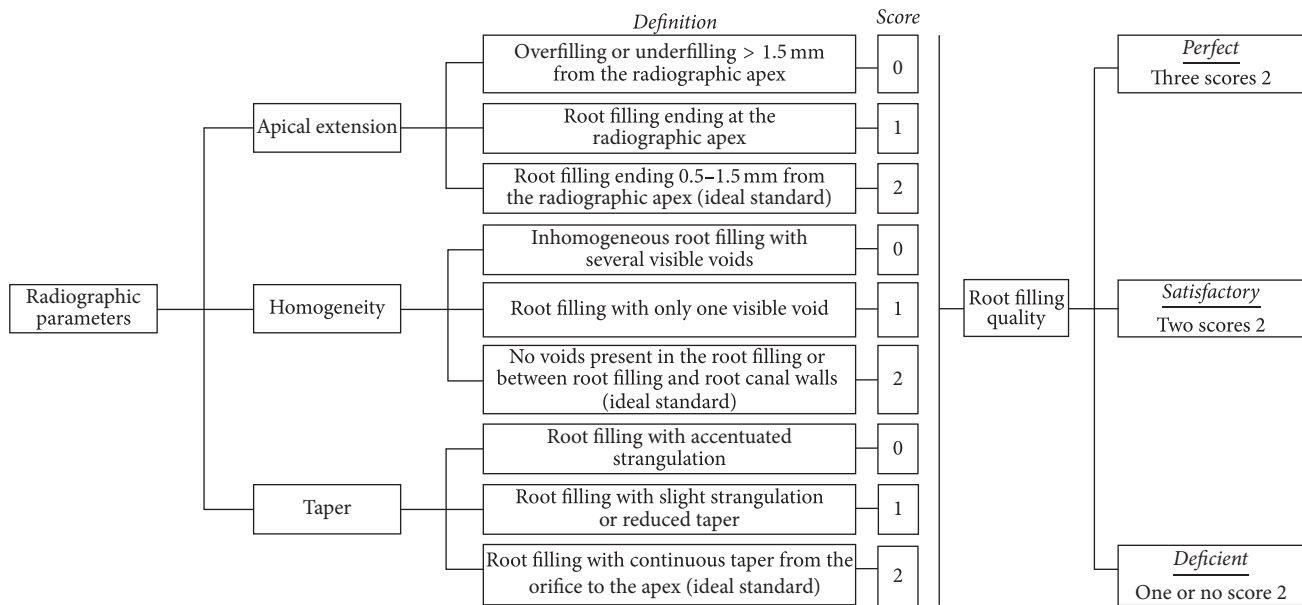 Definition
Score
Radiographic
parameters
Apical extension
Overfilling or underfilling > 1.5 mm
from the radiographic apex
0
Root filling ending at the
radiographic apex
1
Root filling ending 0.5–1.5 mm from
the radiographic apex (ideal standard)
2
Homogeneity
Inhomogeneous root filling with
several visible voids
0
Root filling with only one visible void
1
No voids present in the root filling or
between root filling and root canal walls
(ideal standard)
2
Taper
Root filling with accentuated
strangulation
0
Root filling with slight strangulation
or reduced taper
1
Root filling with continuous taper from the
orifice to the apex (ideal standard)
2
Root filling
quality
Perfect
Three scores 2
Satisfactory
Two scores 2
Deficient
One or no score 2